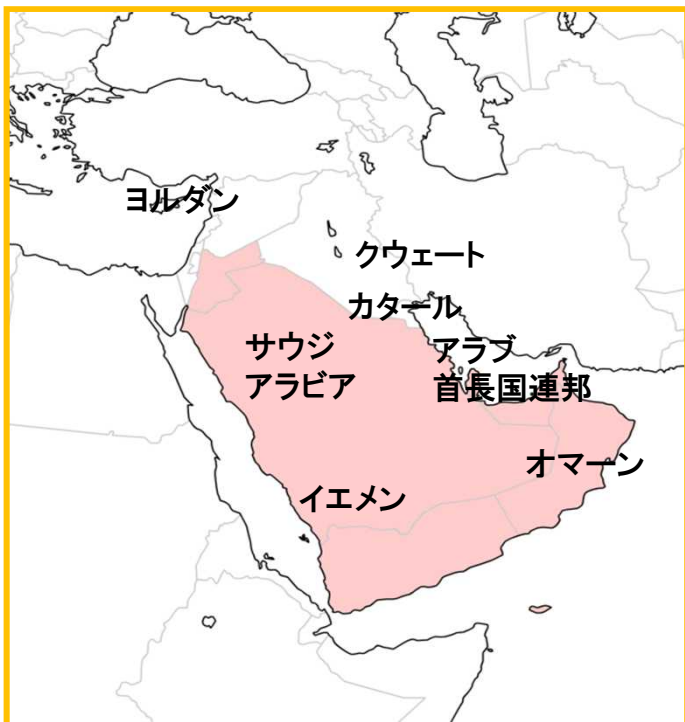 ヨルダン
クウェート
カタール
サウジ
アラビア
アラブ
首長国連邦
オマーン
イエメン